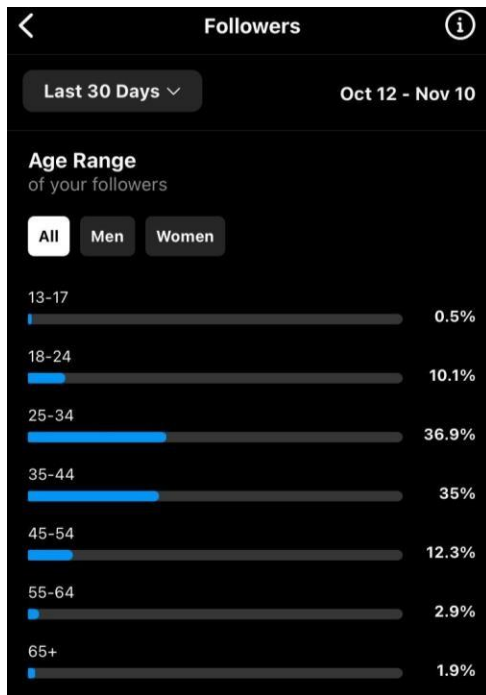 Followers
Last 30 Days
Oct 12 - Nov 10
Age Range
of your followers
All Men Women
13-17
0.5%
18-24
10.1%
25-34
36.9%
35-44
35%
45-54
12.3%
55-64
2.9%
65+
1.9%